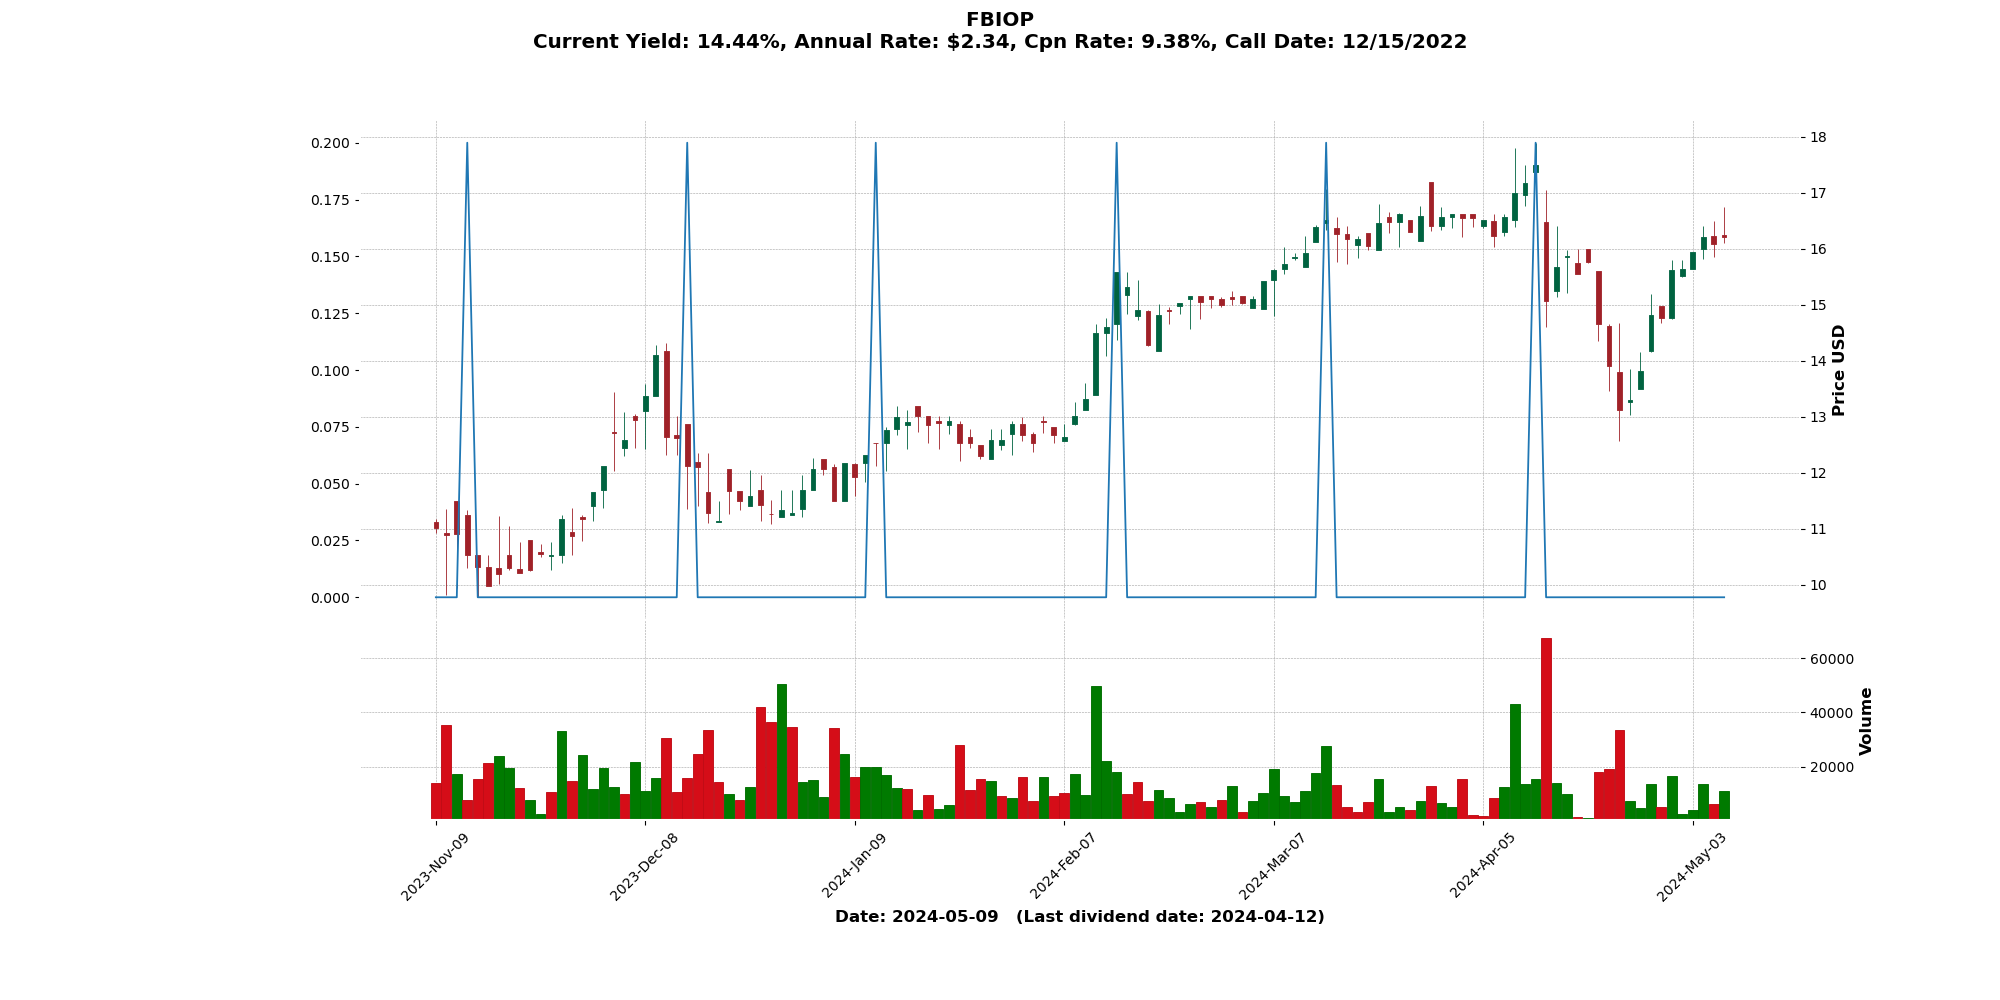 FBIOP
Current Yield: 14.44%, Annual Rate: $2.34, Cpn Rate: 9.38%, Call Date: 12/15/2022
0.200
0.175
0.150
0.125
0.100
0.075
0.050
0.025
0.000
18
17
16
15
14
13
12
11
10
Price USD
60000
40000
20000
Volume
2023-Nov-09
2023-Dec-08
2024-Jan-09
2024-Feb-07
2024-Mar-07
2024-Apr-05
2024-May-03
Date: 2024-05-09 (Last dividend date: 2024-04-12)